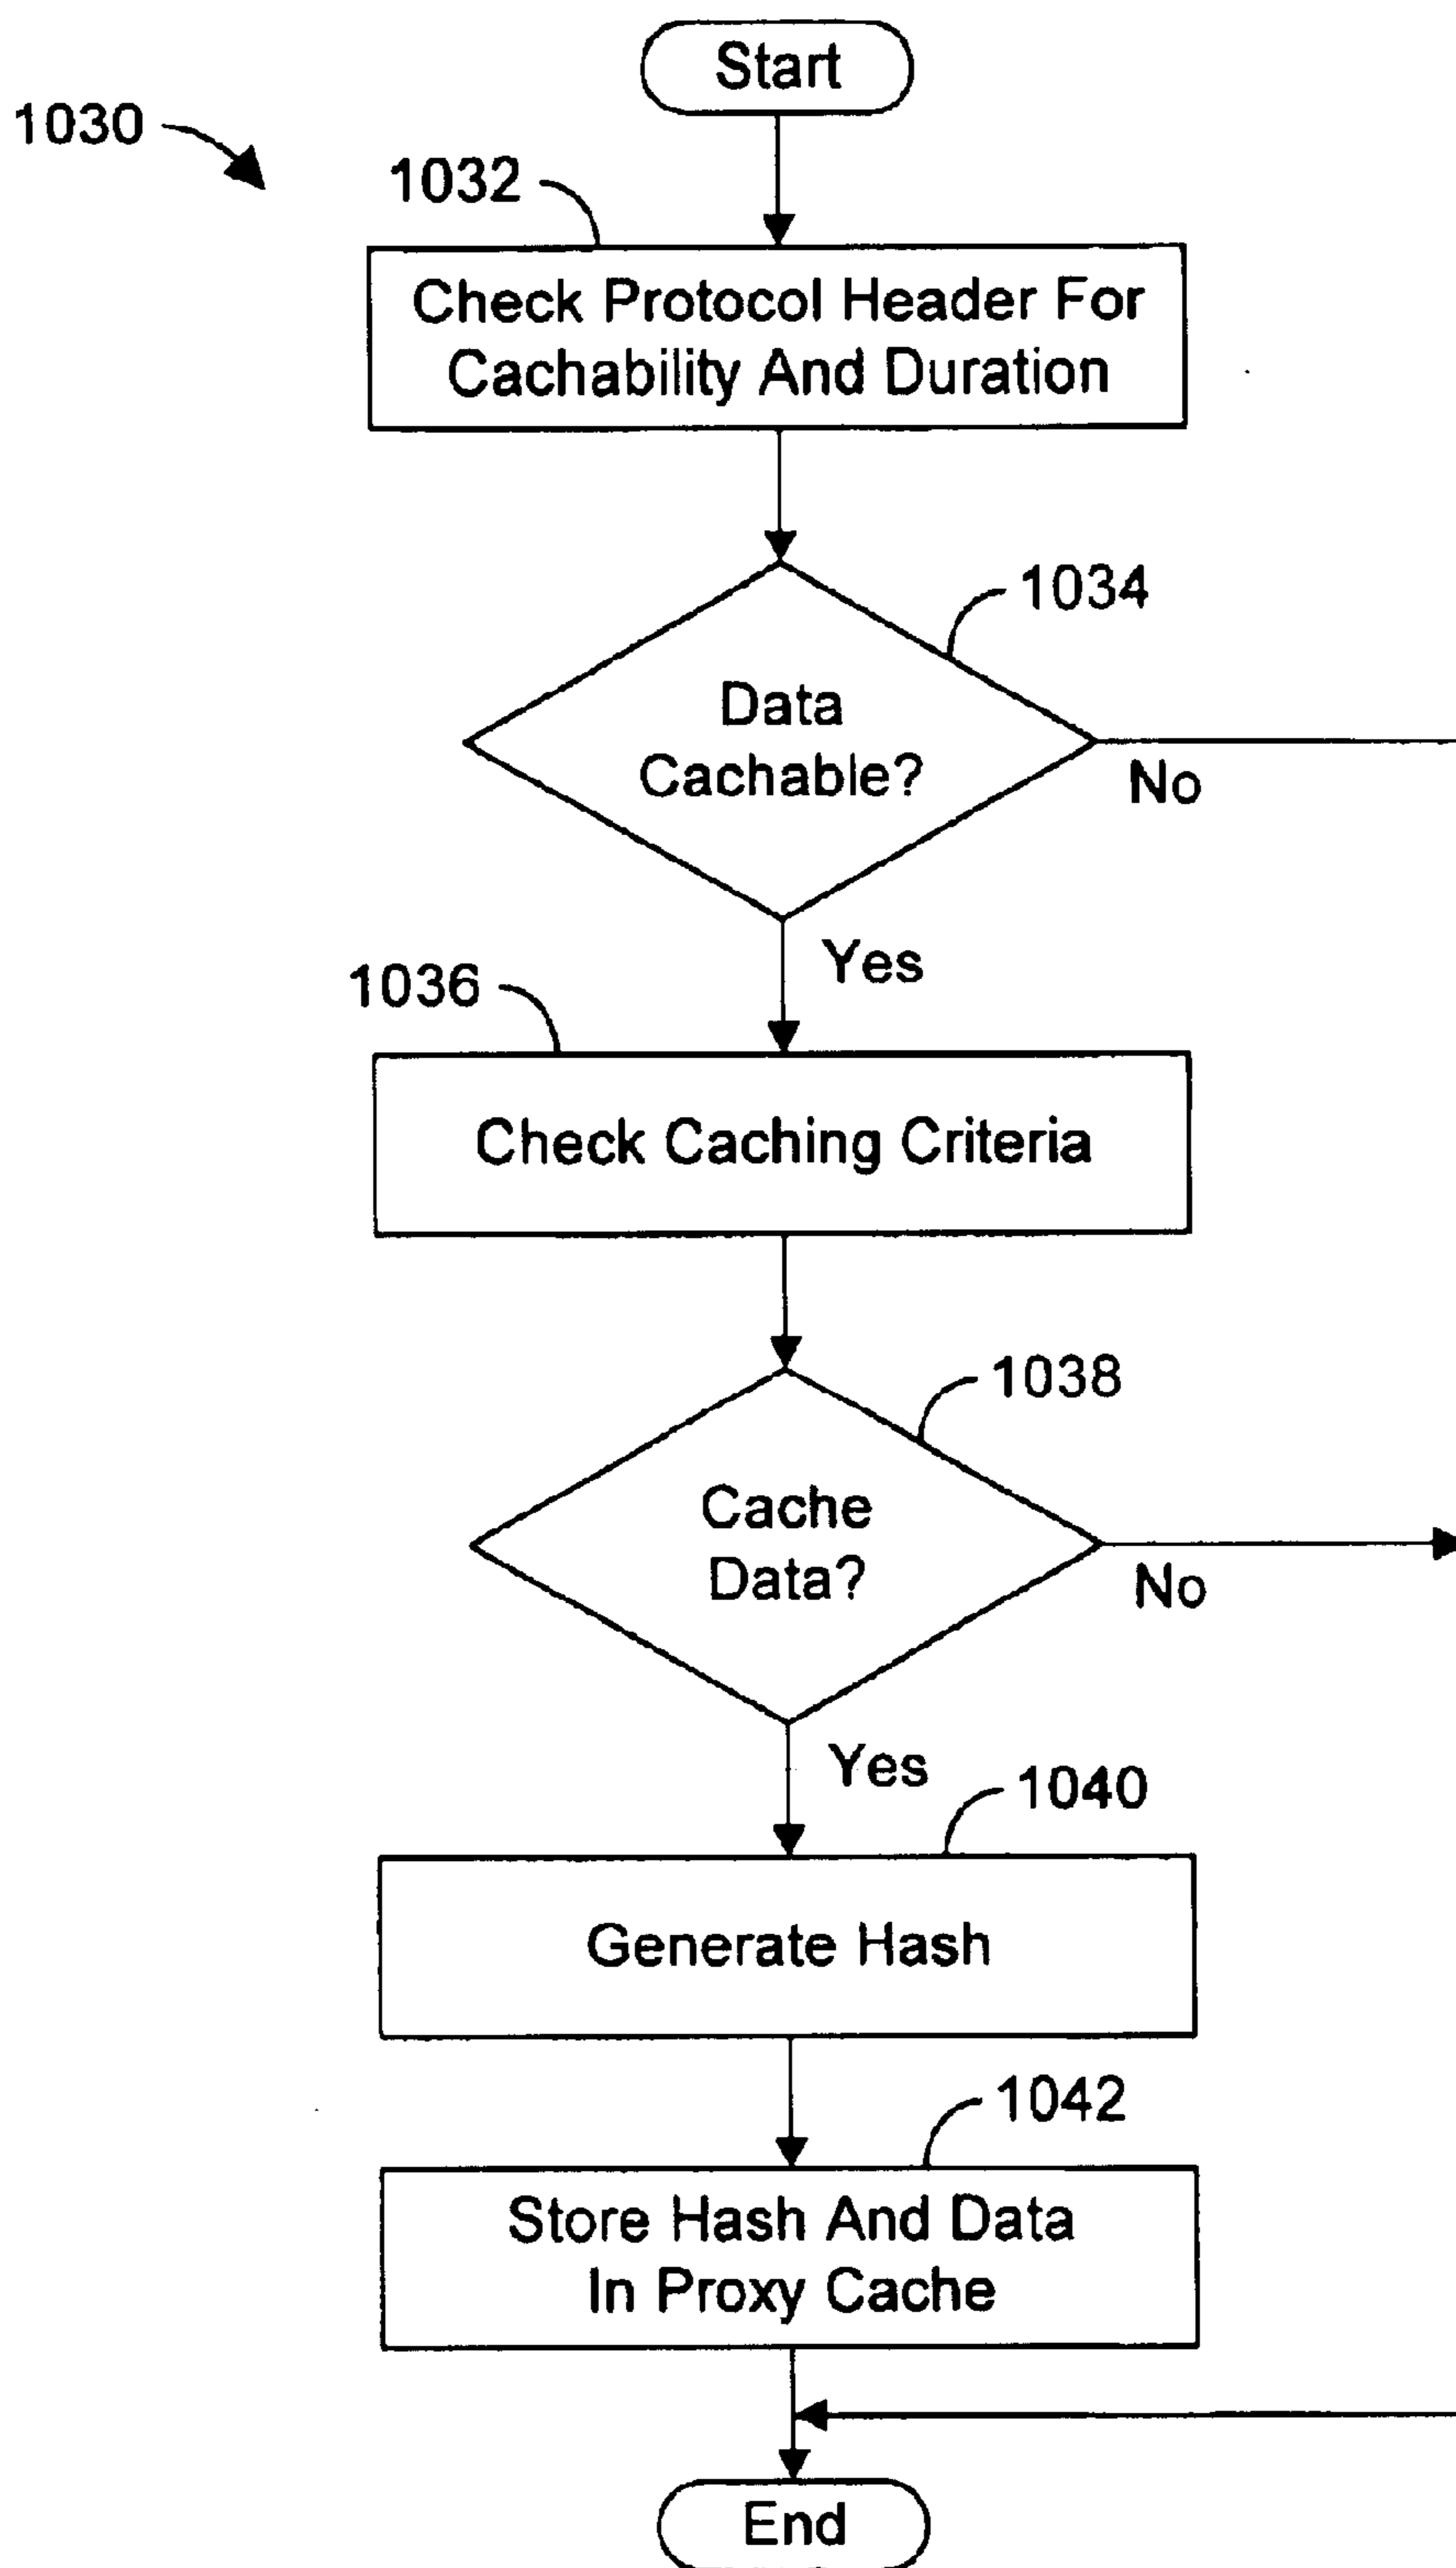 Start
1030
1032
Check Protocol Header For
Cachability And Duration
1034
Data
Cachable?
No
Yes
1036
Check Caching Criteria
1038
Cache
Data?
No
Yes
1040
Generate Hash
1042
Store Hash And Data
In Proxy Cache
End